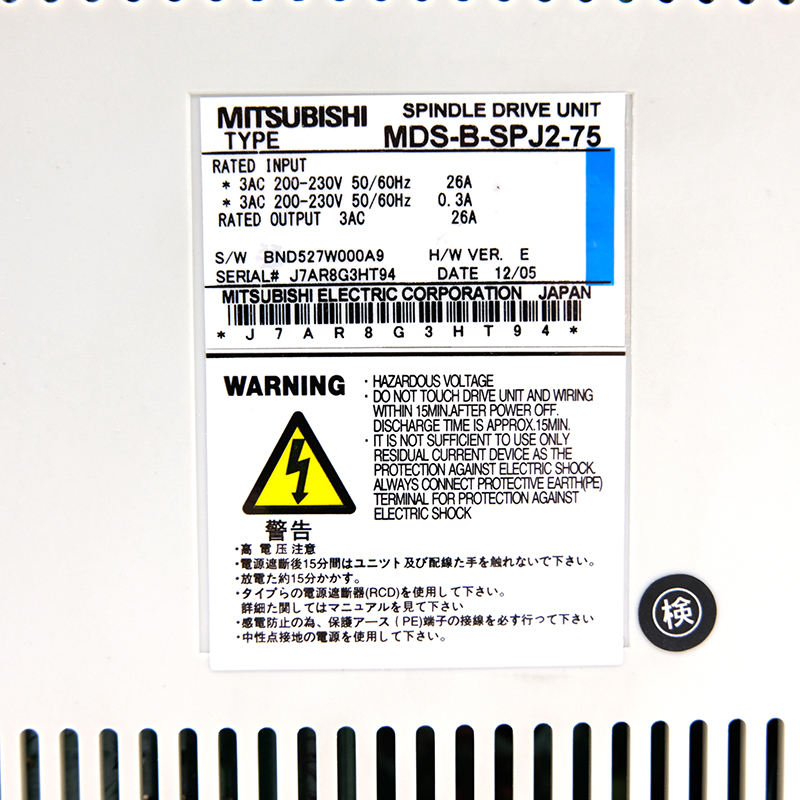 MITSUBISHI SPINDLE DRIVE UNIT
TYPE MDS-B-SPJ2-75
RATED INPUT
* 3AC 200-230V 50/60Hz 26A
* 3AC 200-230V 50/60Hz 0.3A
RATED OUTPUT 3AC 26A
S/W BND527W000A9 H/W VER. E
SERIAL# J7AR8G3HT94 DATE 12/05
MITSUBISHI ELECTRIC CORPORATION JAPAN
* J 7 A R 8 G 3 H T 9 4 *
WARNING
・HAZARDOUS VOLTAGE
・DO NOT TOUCH DRIVE UNIT AND WIRING
WITHIN 15MIN.AFTER POWER OFF.
DISCHARGE TIME IS APPROX.15MIN.
・IT IS NOT SUFFICIENT TO USE ONLY
RESIDUAL CURRENT DEVICE AS THE
PROTECTION AGAINST ELECTRIC SHOCK.
ALWAYS CONNECT PROTECTIVE EARTH(PE)
TERMINAL FOR PROTECTION AGAINST
ELECTRIC SHOCK
警告
・高電圧注意
・電源遮断後15分間はユニツト及び配線た手を触れないで下さい。
・放電た約15分かかす。
・タイプらの電源遮断器(RCD)を使用して下さい。
詳細た関してはマニュアルを見て下さい
・感電防止の為、保護アース(PE)端子の接線を必す行って下さい
・中性点接地の電源を使用して下さい。
検